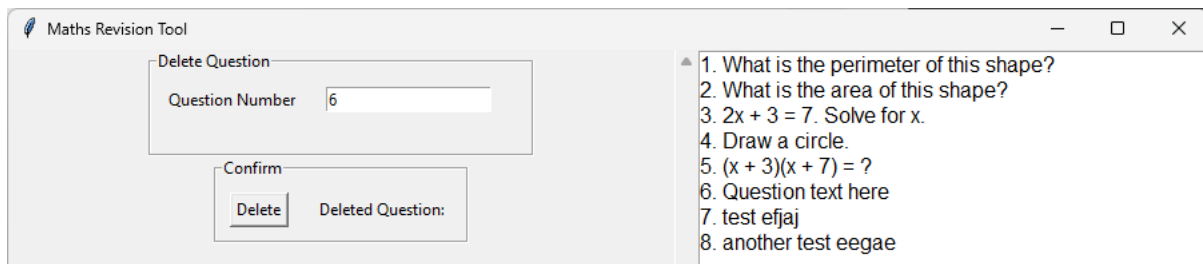 Maths Revision Tool
Delete Question
Question Number 6
Confirm
Delete Deleted Question:
1. What is the perimeter of this shape?
2. What is the area of this shape?
3. 2x + 3 = 7. Solve for x.
4. Draw a circle.
5. (x + 3)(x + 7) = ?
6. Question text here
7. test efjaj
8. another test eegae